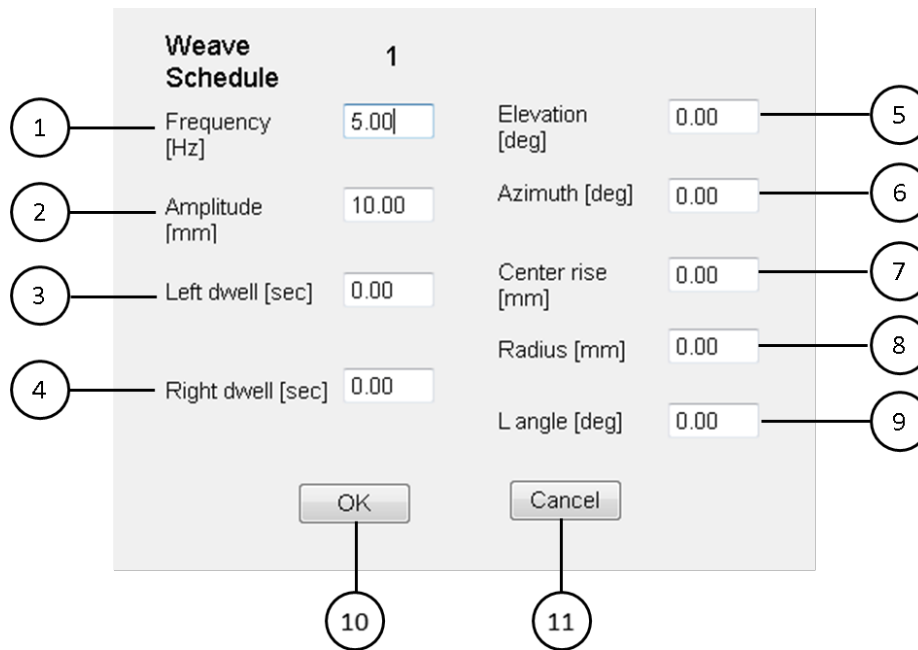 Weave
Schedule
1
1
Frequency
[Hz]
5.00
Elevation
[deg]
0.00
5
2
Amplitude
[mm]
10.00
Azimuth [deg]
0.00
6
3
Left dwell [sec]
0.00
Center rise
[mm]
0.00
7
Radius [mm]
0.00
8
4
Right dwell [sec]
0.00
L angle [deg]
0.00
9
OK
Cancel
10
11